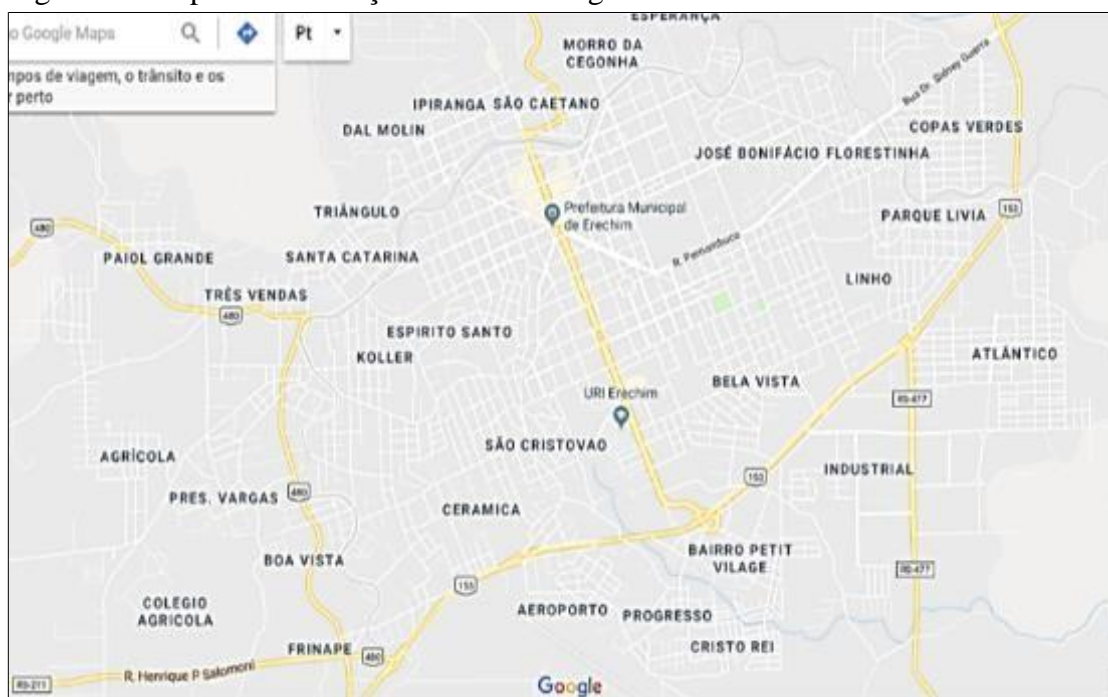 o Google Maps
Pt
mpos de viagem, o trânsito e os
r perto
ESPERANÇA
MORRO DA
CEGONHA
Rua Dr. Sidney Guerra
IPIRANGA SÃO CAETANO
DAL MOLIN
COPAS VERDES
JOSÉ BONIFÁCIO FLORESTINHA
TRIÂNGULO
Prefeitura Municipal
de Erechim
153
PARQUE LIVIA
480
R. Pernambuco
PAIOL GRANDE
SANTA CATARINA
LINHO
TRÊS VENDAS
480
ESPIRITO SANTO
KOLLER
ATLÂNTICO
BELA VISTA
URI Erechim
RS-477
SÃO CRISTOVAO
AGRÍCOLA
INDUSTRIAL
153
PRES. VARGAS
480
CERAMICA
BAIRRO PETIT
VILAGE
BOA VISTA
RS-477
153
COLEGIO
AGRICOLA
AEROPORTO
PROGRESSO
CRISTO REI
FRINAPE
480
R. Henrique P Salomoni
RS-211
Google